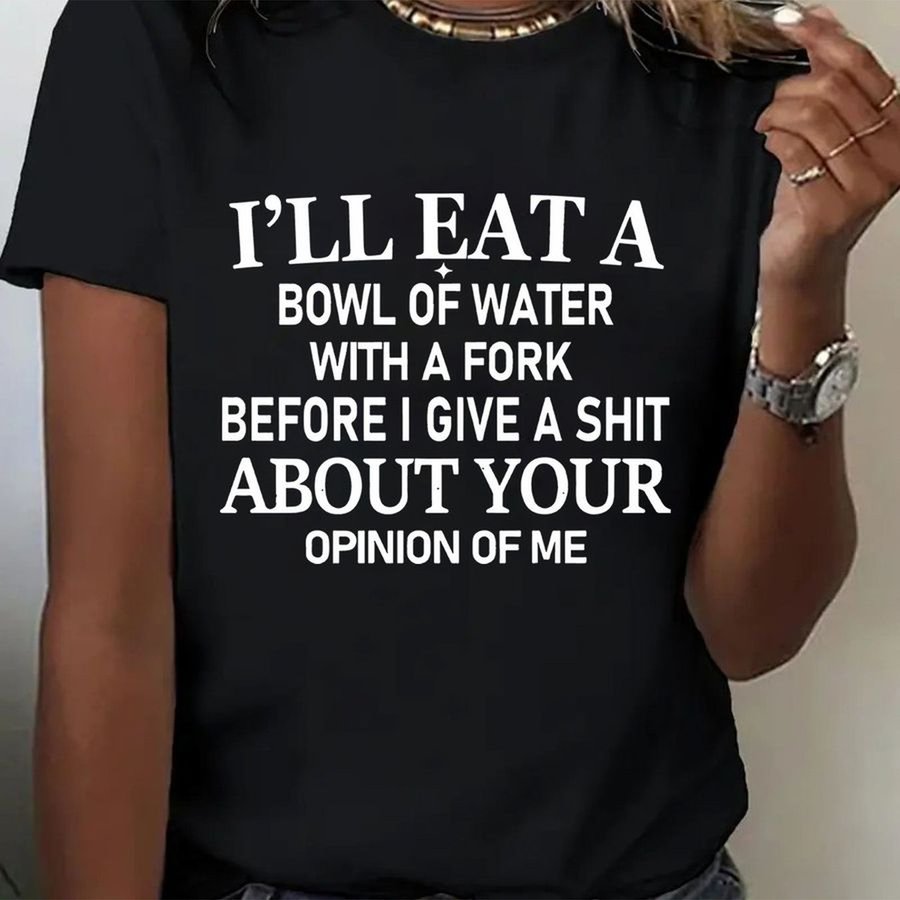 I'LL EAT A
BOWL OF WATER
WITH A FORK
BEFORE I GIVE A SHIT
ABOUT YOUR
OPINION OF ME